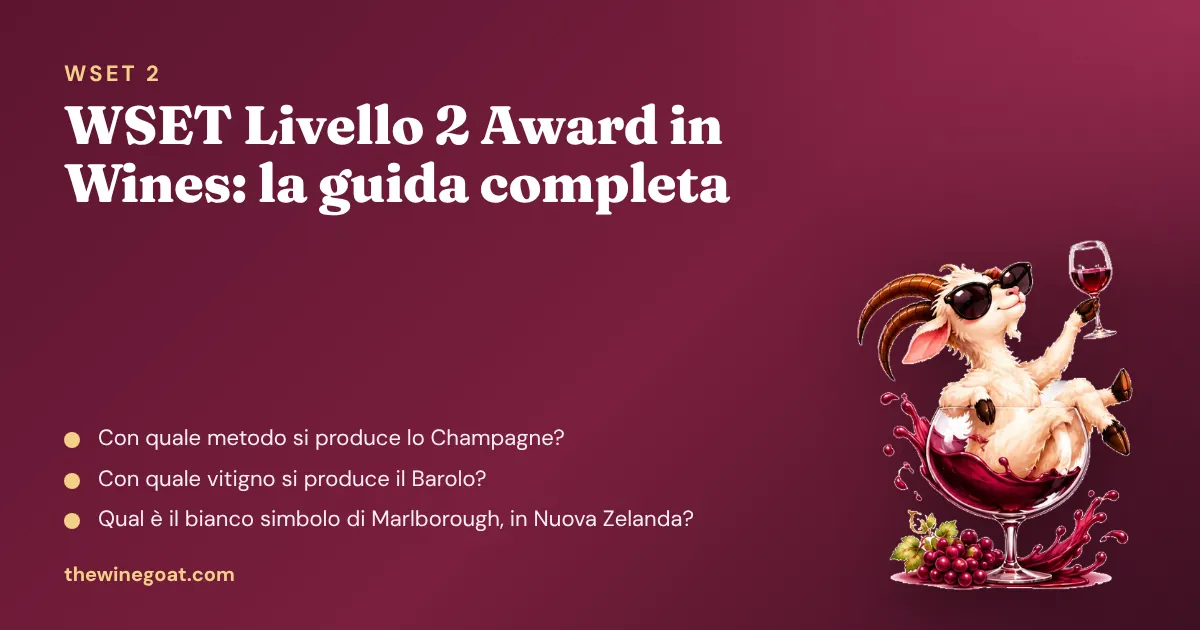 WSET 2
WSET Livello 2 Award in
Wines: la guida completa
Con quale metodo si produce lo Champagne?
Con quale vitigno si produce il Barolo?
Qual è il bianco simbolo di Marlborough, in Nuova Zelanda?
thewinegoat.com